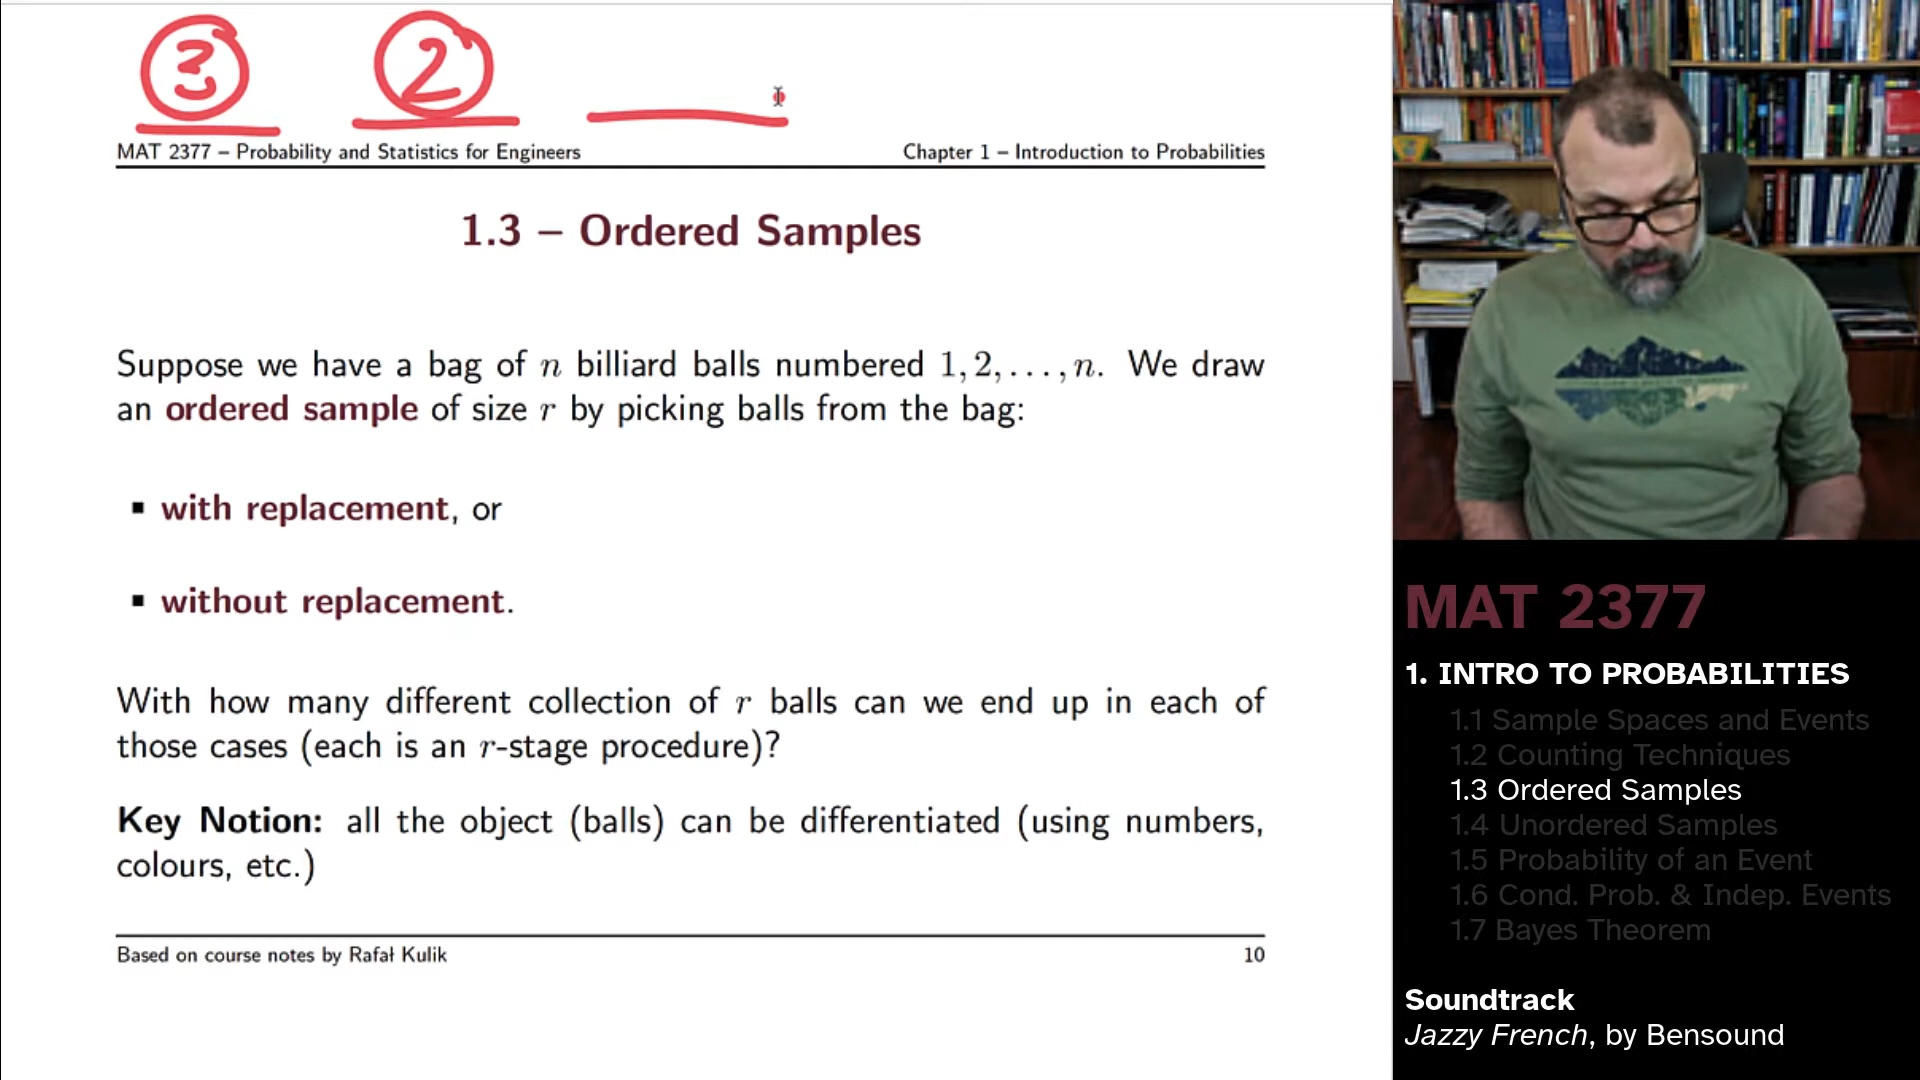 3 2
MAT 2377 – Probability and Statistics for Engineers Chapter 1 – Introduction to Probabilities
1.3 – Ordered Samples
Suppose we have a bag of n billiard balls numbered 1, 2, . . . , n. We draw
an ordered sample of size r by picking balls from the bag:
▪ with replacement, or
▪ without replacement.
With how many different collection of r balls can we end up in each of
those cases (each is an r-stage procedure)?
Key Notion: all the object (balls) can be differentiated (using numbers,
colours, etc.)
Based on course notes by Rafał Kulik 10
MAT 2377
1. INTRO TO PROBABILITIES
1.1 Sample Spaces and Events
1.2 Counting Techniques
1.3 Ordered Samples
1.4 Unordered Samples
1.5 Probability of an Event
1.6 Cond. Prob. & Indep. Events
1.7 Bayes Theorem
Soundtrack
Jazzy French, by Bensound